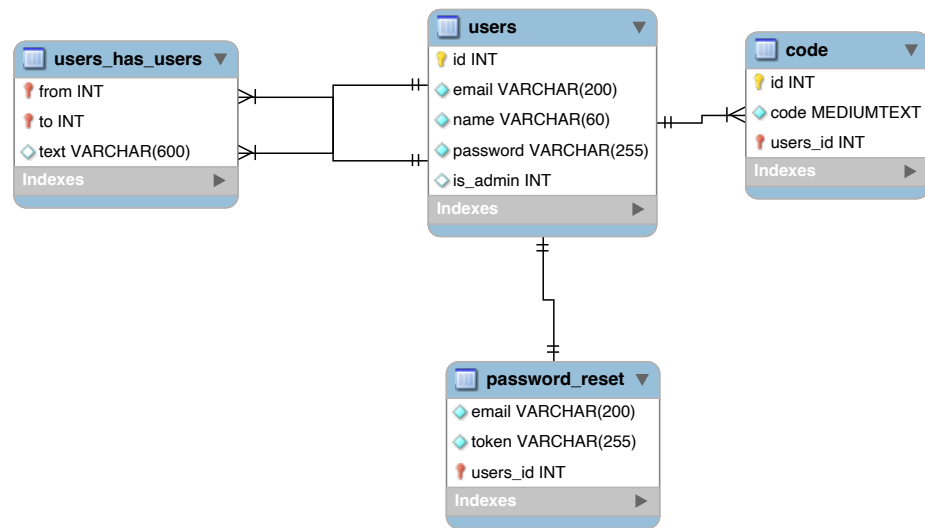 users_has_users
from INT
to INT
text VARCHAR(600)
Indexes
users
id INT
email VARCHAR(200)
name VARCHAR(60)
password VARCHAR(255)
is_admin INT
Indexes
code
id INT
code MEDIUMTEXT
users_id INT
Indexes
password_reset
email VARCHAR(200)
token VARCHAR(255)
users_id INT
Indexes